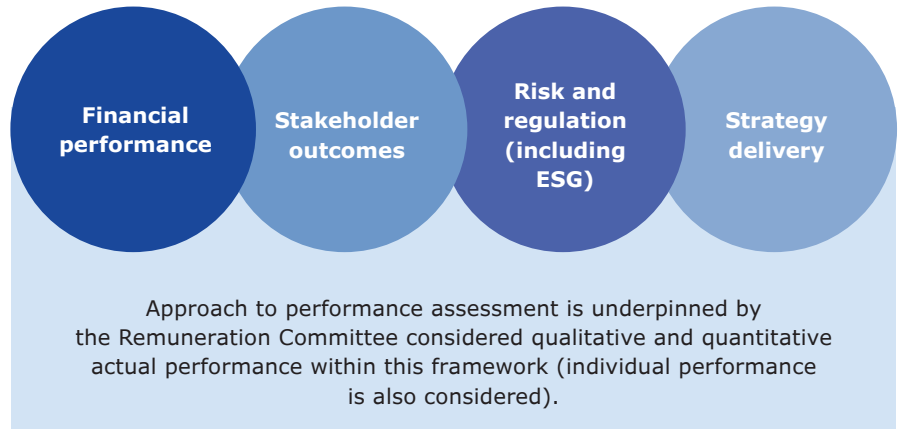 Financial
performance
Stakeholder
outcomes
Risk and
regulation
(including
ESG)
Strategy
delivery
Approach to performance assessment is underpinned by
the Remuneration Committee considered qualitative and quantitative
actual performance within this framework (individual performance
is also considered).